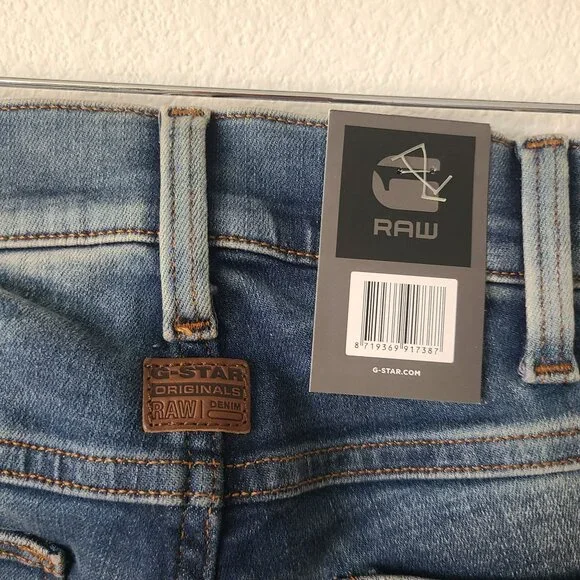 RAW
8 719369 917387
G-STAR.COM
G-STAR
ORIGINALS
RAW DENIM